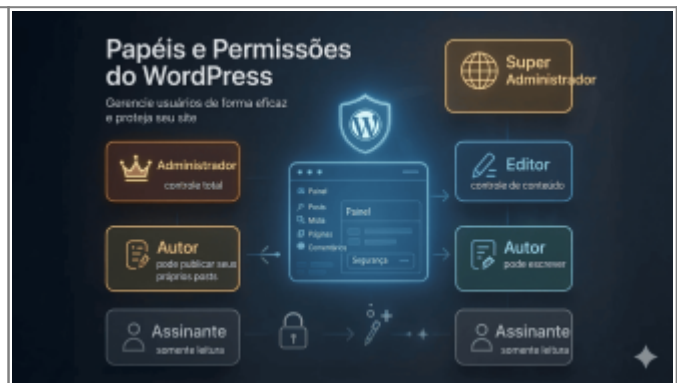 Papéis e Permissões
do WordPress
Gerencie usuários de forma eficaz
e proteja seu site
Super
Administrador
Administrador
controle total
Editor
controle de conteúdo
Painel
Posts
Mídia
Páginas
Comentários
Painel
Segurança
Autor
pode publicar seus
próprios posts.
Autor
pode escrever
Assinante
somente leitura
Assinante
somente leitura